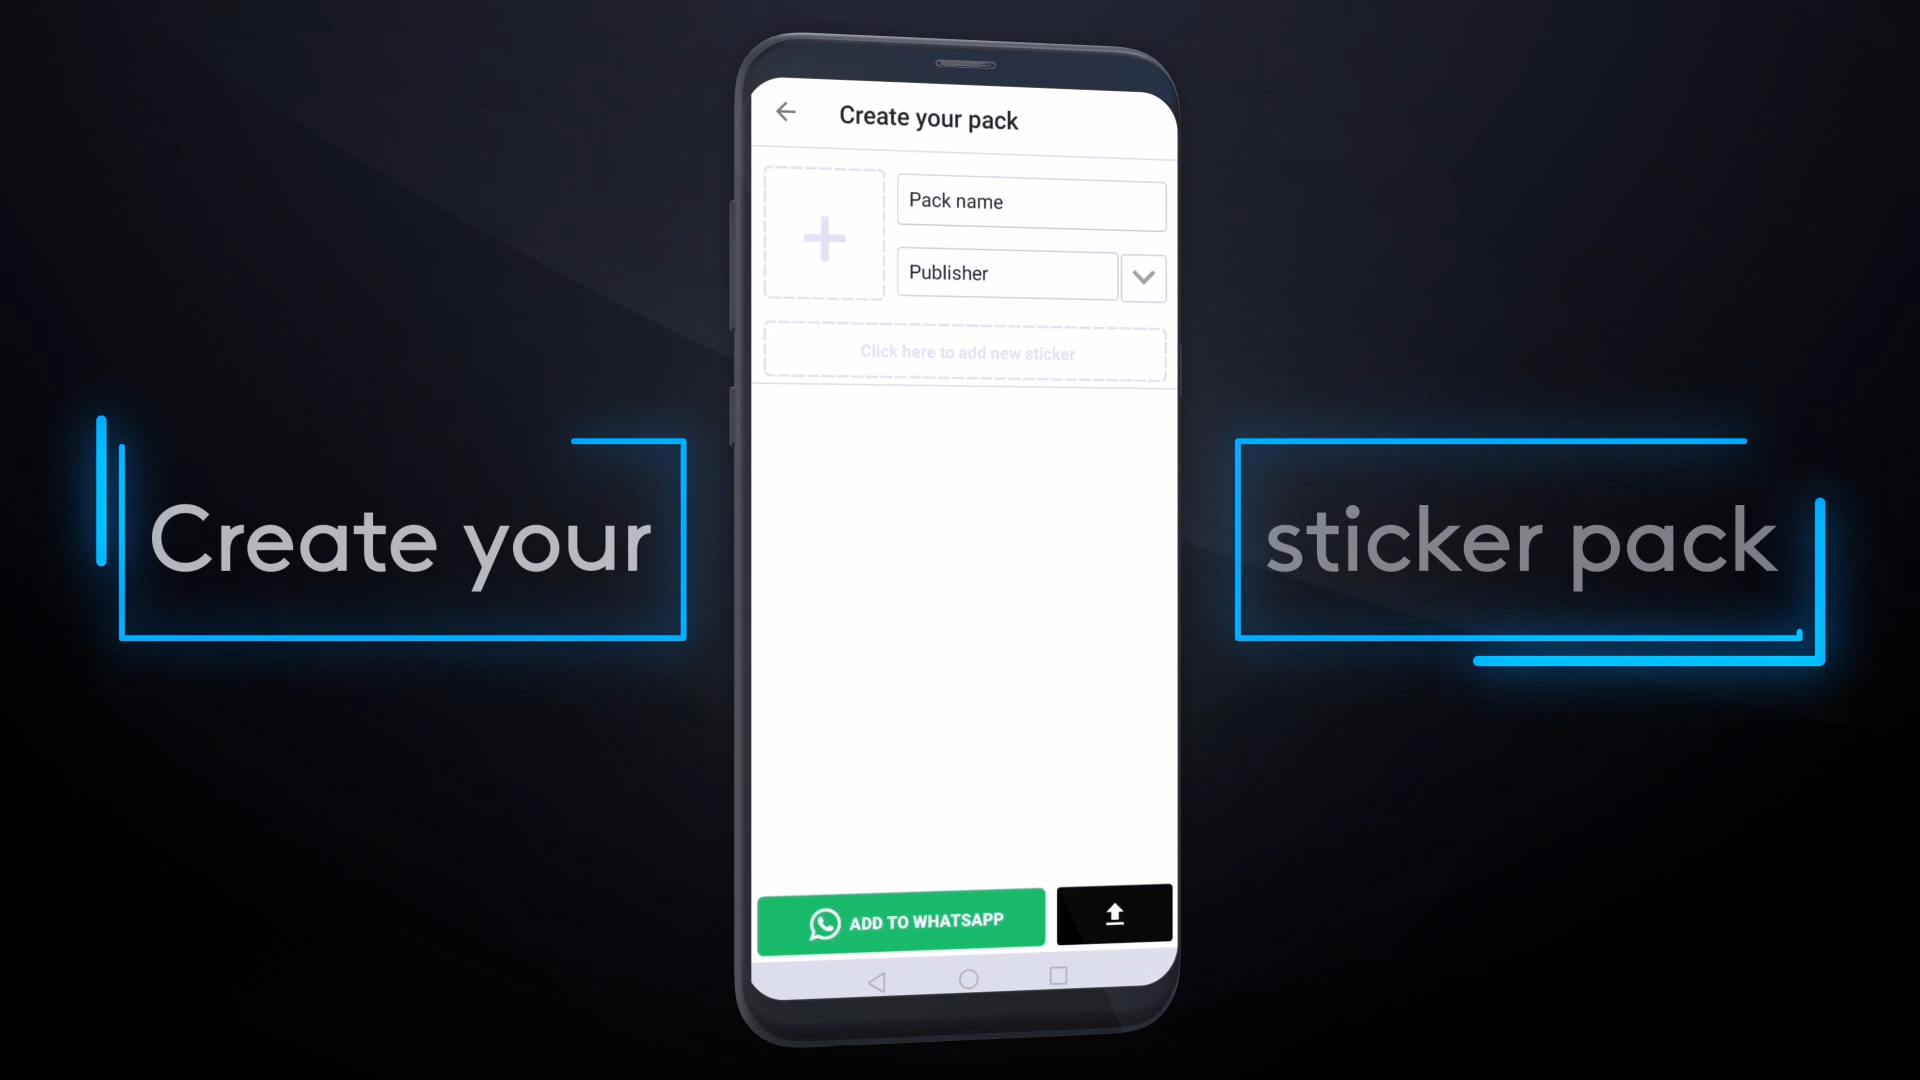 Create your pack
Pack name
Publisher
Click here to add new sticker
Create your
sticker pack
ADD TO WHATSAPP